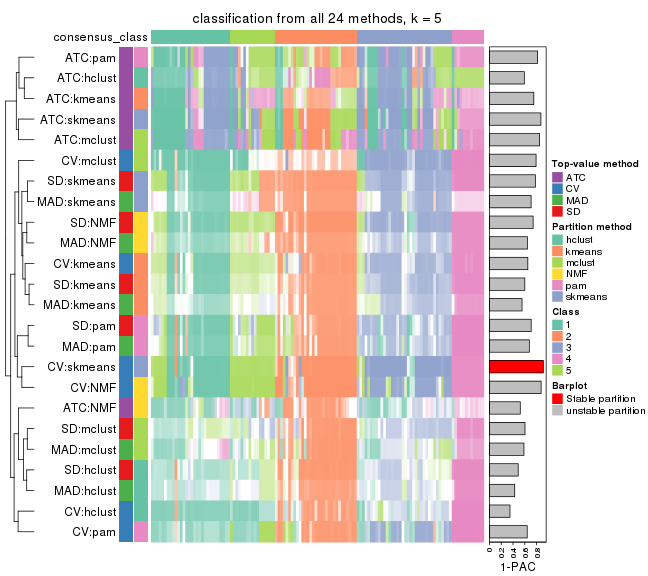 classification from all 24 methods, k = 5
consensus_class
ATC:pam
ATC:hclust
ATC:kmeans
ATC:skmeans
ATC:mclust
CV:mclust
SD:skmeans
MAD:skmeans
SD:NMF
MAD:NMF
CV:kmeans
SD:kmeans
MAD:kmeans
SD:pam
MAD:pam
CV:skmeans
CV:NMF
ATC:NMF
SD:mclust
MAD:mclust
SD:hclust
MAD:hclust
CV:hclust
CV:pam
0
0.2
0.4
0.6
0.8
1-PAC
Top-value method
ATC
CV
MAD
SD
Partition method
hclust
kmeans
mclust
NMF
pam
skmeans
Class
1
2
3
4
5
Barplot
Stable partition
unstable partition